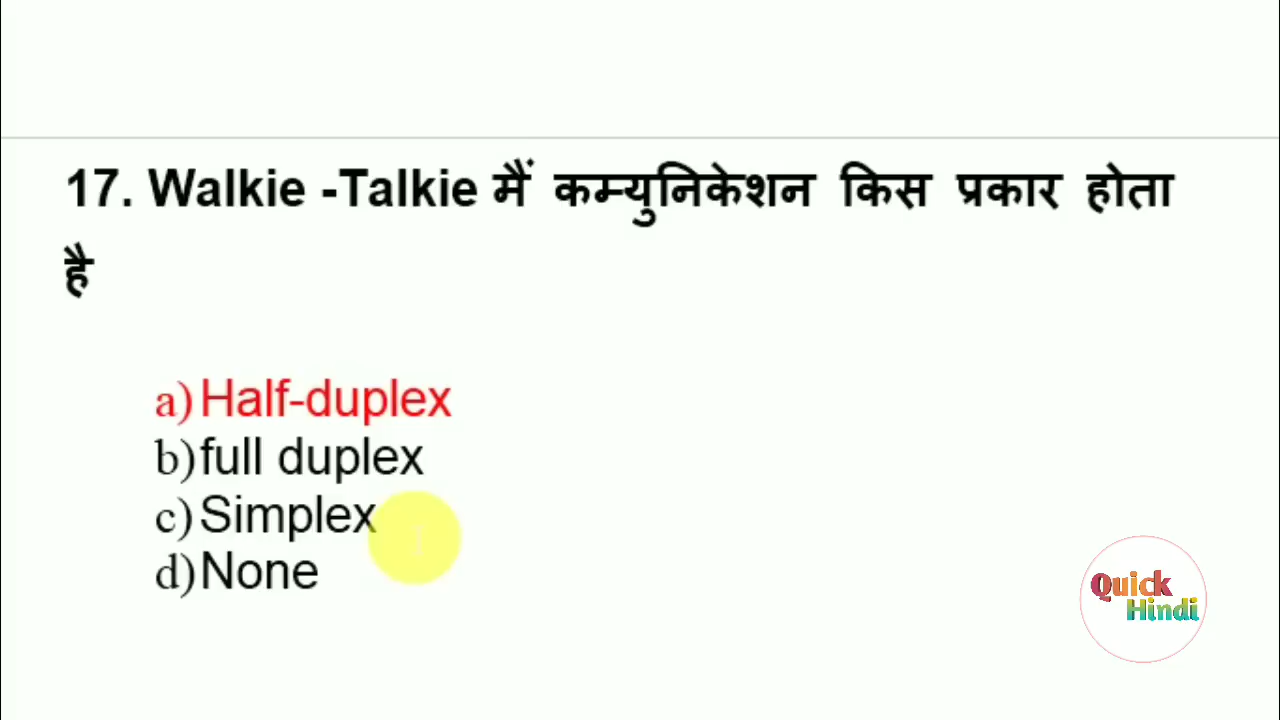 17. Walkie -Talkie मैं कम्युनिकेशन किस प्रकार होता
है
a) Half-duplex
b) full duplex
c) Simplex
d) None
Quick
Hindi